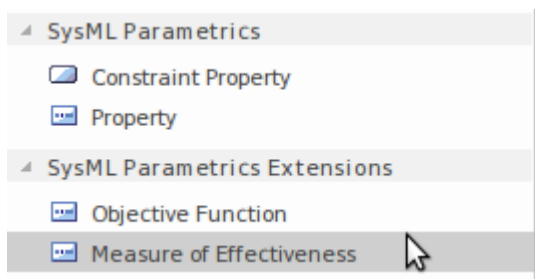 SysML Parametrics
Constraint Property
Property
SysML Parametrics Extensions
Objective Function
Measure of Effectiveness